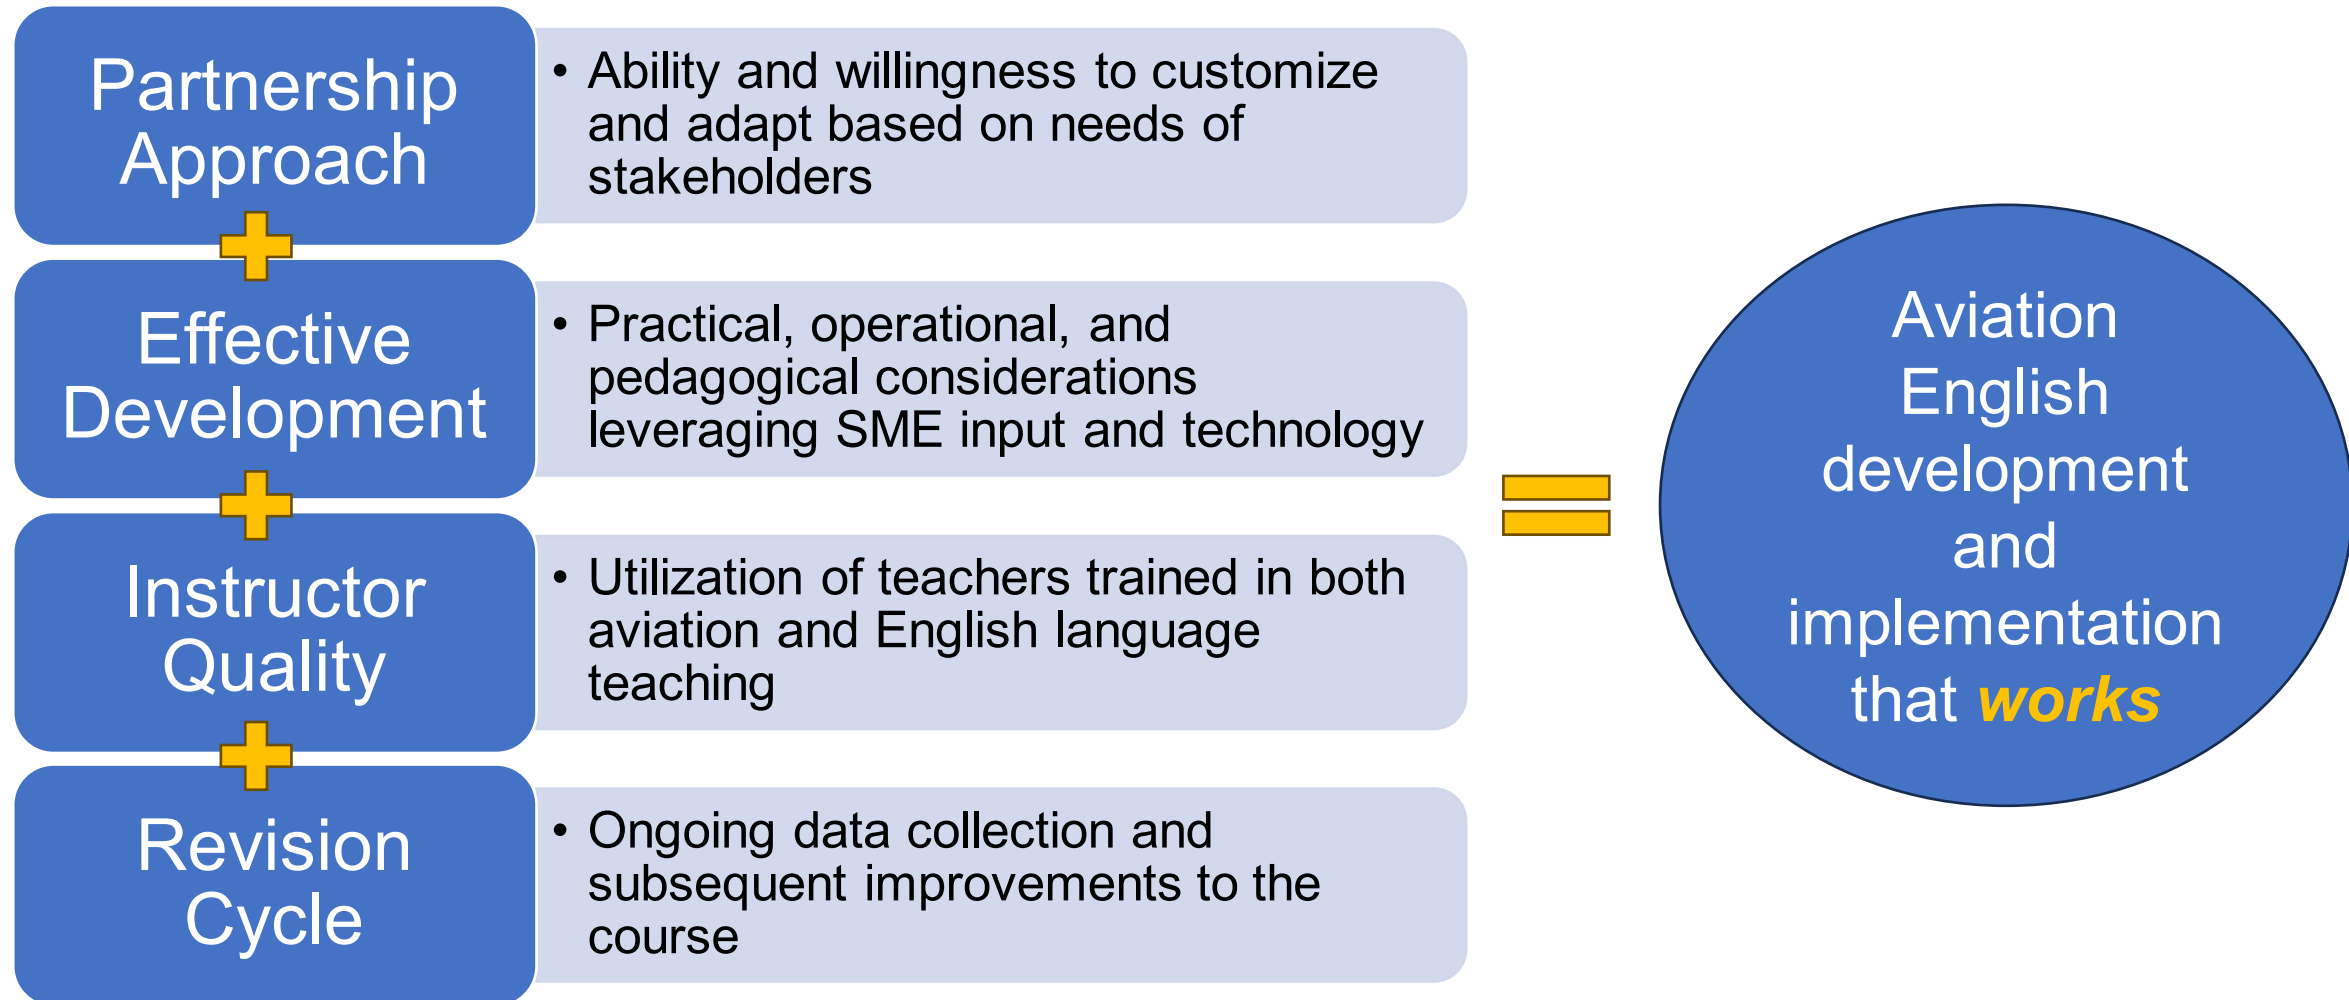 Partnership
Approach
• Ability and willingness to customize
and adapt based on needs of
stakeholders
Effective
Development
• Practical, operational, and
pedagogical considerations
leveraging SME input and technology
Instructor
Quality
• Utilization of teachers trained in both
aviation and English language
teaching
Revision
Cycle
• Ongoing data collection and
subsequent improvements to the
course
Aviation
English
development
and
implementation
that works